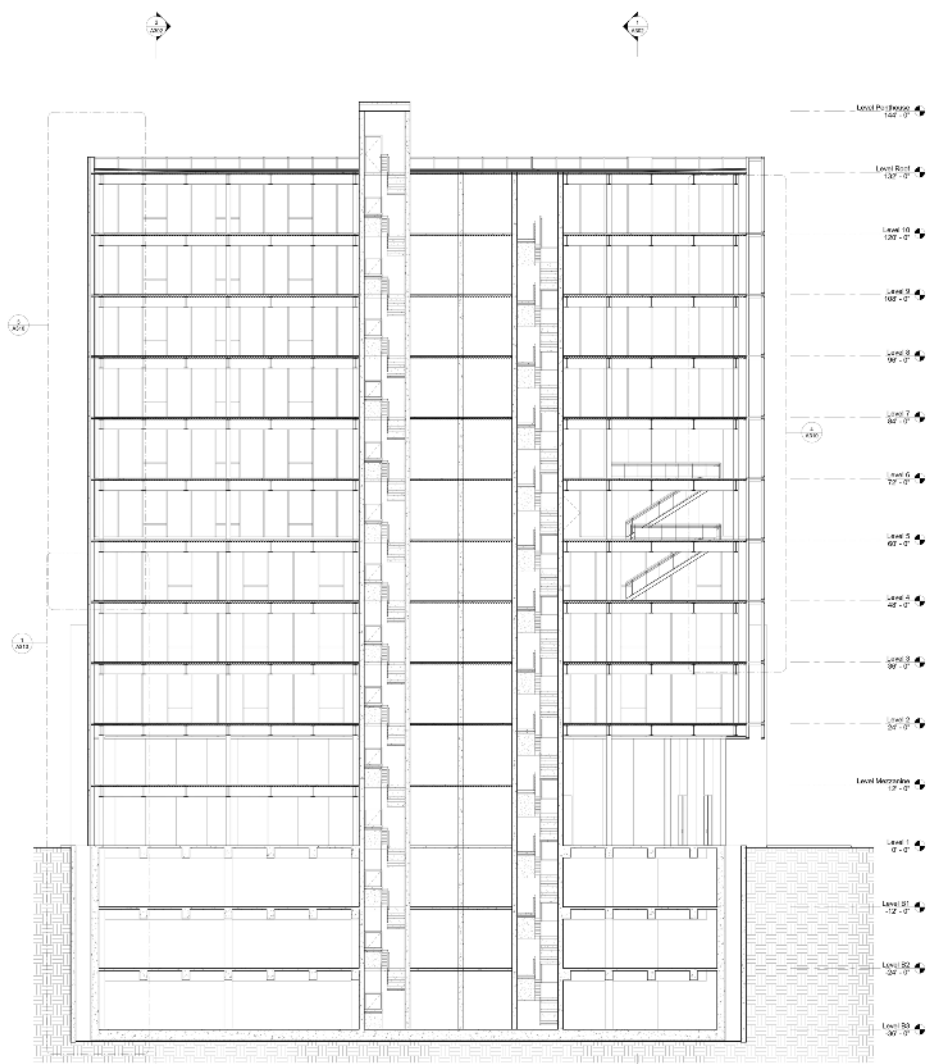 Level Penthouse
144' - 0"
Level Roof
132' - 0"
Level 10
120' - 0"
Level 9
108' - 0"
Level 8
96' - 0"
Level 7
84' - 0"
Level 6
72' - 0"
Level 5
60' - 0"
Level 4
48' - 0"
Level 3
36' - 0"
Level 2
24' - 0"
Level Mezzanine
12' - 0"
Level 1
0' - 0"
Level B1
-12' - 0"
Level B2
-24' - 0"
Level B3
-36' - 0"